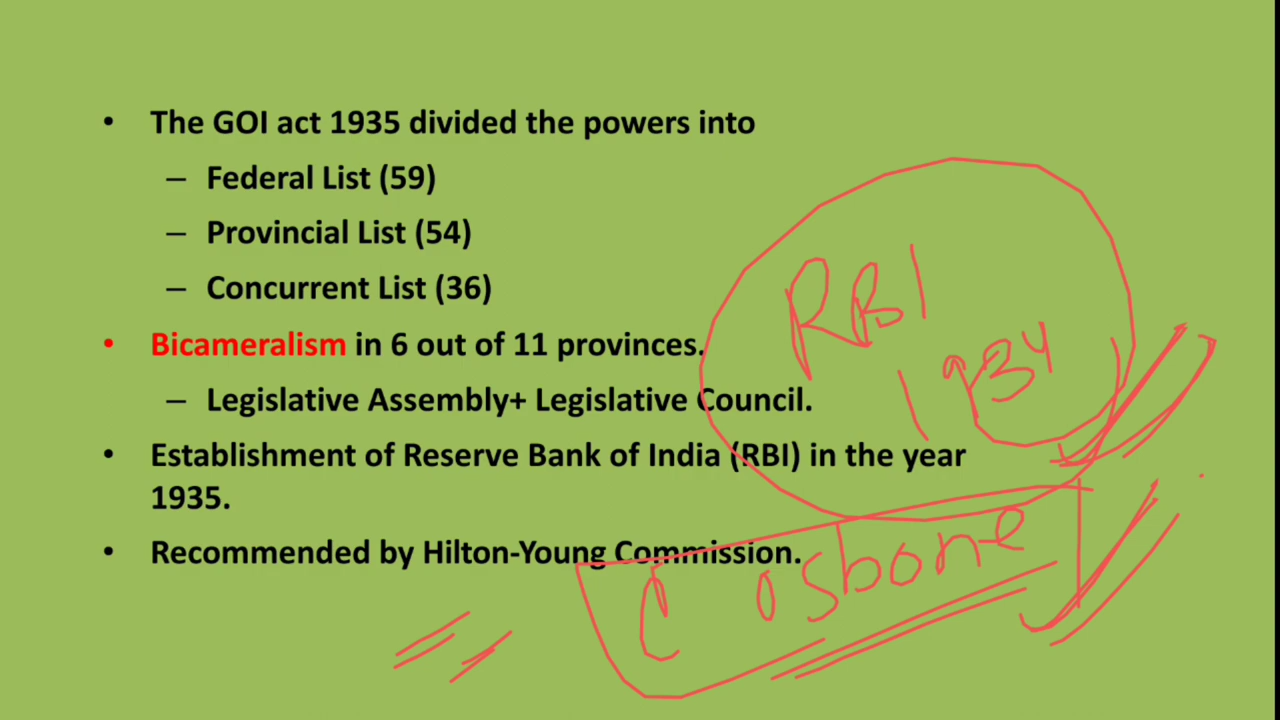 • The GOI act 1935 divided the powers into
– Federal List (59)
– Provincial List (54)
– Concurrent List (36)
• Bicameralism in 6 out of 11 provinces.
– Legislative Assembly+ Legislative Council.
• Establishment of Reserve Bank of India (RBI) in the year
1935.
• Recommended by Hilton-Young Commission.
RBI
1934
C Osbone